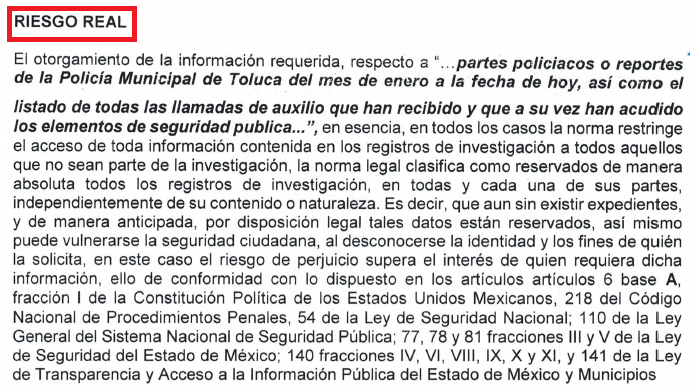 RIESGO REAL
El otorgamiento de la información requerida, respecto a “...partes policiacos o reportes
de la Policía Municipal de Toluca del mes de enero a la fecha de hoy, así como el
listado de todas las llamadas de auxilio que han recibido y que a su vez han acudido
los elementos de seguridad publica...”, en esencia, en todos los casos la norma restringe
el acceso de toda información contenida en los registros de investigación a todos aquellos
que no sean parte de la investigación, la norma legal clasifica como reservados de manera
absoluta todos los registros de investigación, en todas y cada una de sus partes,
independientemente de su contenido o naturaleza. Es decir, que aun sin existir expedientes,
y de manera anticipada, por disposición legal tales datos están reservados, así mismo
puede vulnerarse la seguridad ciudadana, al desconocerse la identidad y los fines de quién
la solicita, en este caso el riesgo de perjuicio supera el interés de quien requiera dicha
información, ello de conformidad con lo dispuesto en los artículos artículos 6 base A,
fracción I de la Constitución Política de los Estados Unidos Mexicanos, 218 del Código
Nacional de Procedimientos Penales, 54 de la Ley de Seguridad Nacional; 110 de la Ley
General del Sistema Nacional de Seguridad Pública; 77, 78 y 81 fracciones III y V de la Ley
de Seguridad del Estado de México; 140 fracciones IV, VI, VIII, IX, X y XI, y 141 de la Ley
de Transparencia y Acceso a la Información Pública del Estado de México y Municipios